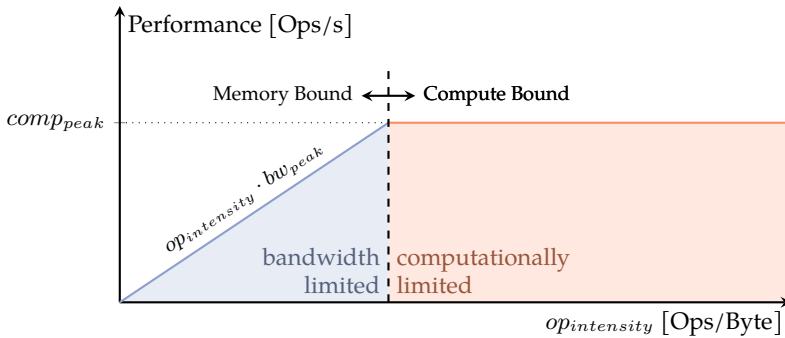 Performance [Ops/s]
Memory Bound
Compute Bound
comp_peak
op_intensity · bw_peak
bandwidth
limited
computationally
limited
op_intensity [Ops/Byte]